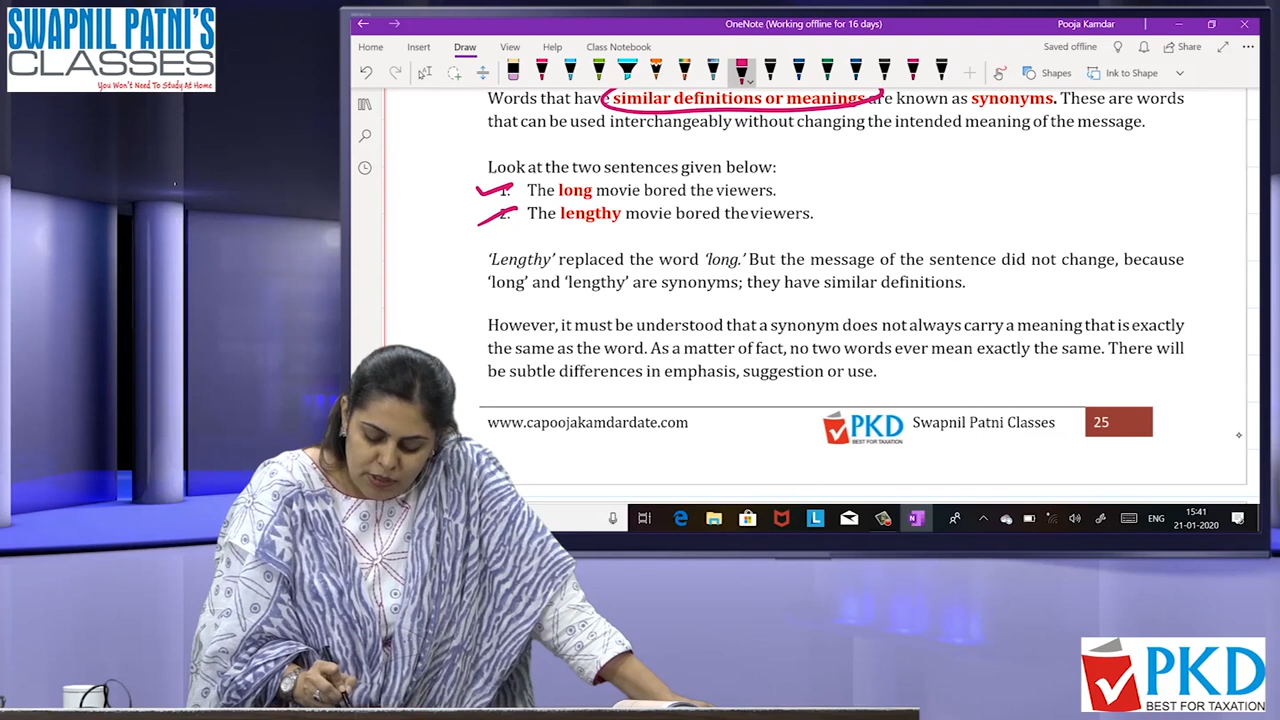 SWAPNIL PATNI'S
CLASSES
You Won't Need To Study At Home
OneNote (Working offline for 16 days)
Pooja Kamdar
Home Insert Draw View Help Class Notebook
Saved offline
Share
Shapes
Ink to Shape
Words that have similar definitions or meanings are known as synonyms. These are words
that can be used interchangeably without changing the intended meaning of the message.
Look at the two sentences given below:
1. The long movie bored the viewers.
2. The lengthy movie bored the viewers.
'Lengthy' replaced the word 'long.' But the message of the sentence did not change, because
'long' and 'lengthy' are synonyms; they have similar definitions.
However, it must be understood that a synonym does not always carry a meaning that is exactly
the same as the word. As a matter of fact, no two words ever mean exactly the same. There will
be subtle differences in emphasis, suggestion or use.
www.capoojakamdardate.com
PKD
BEST FOR TAXATION
Swapnil Patni Classes
25
ENG
15:41
21-01-2020
PKD
BEST FOR TAXATION